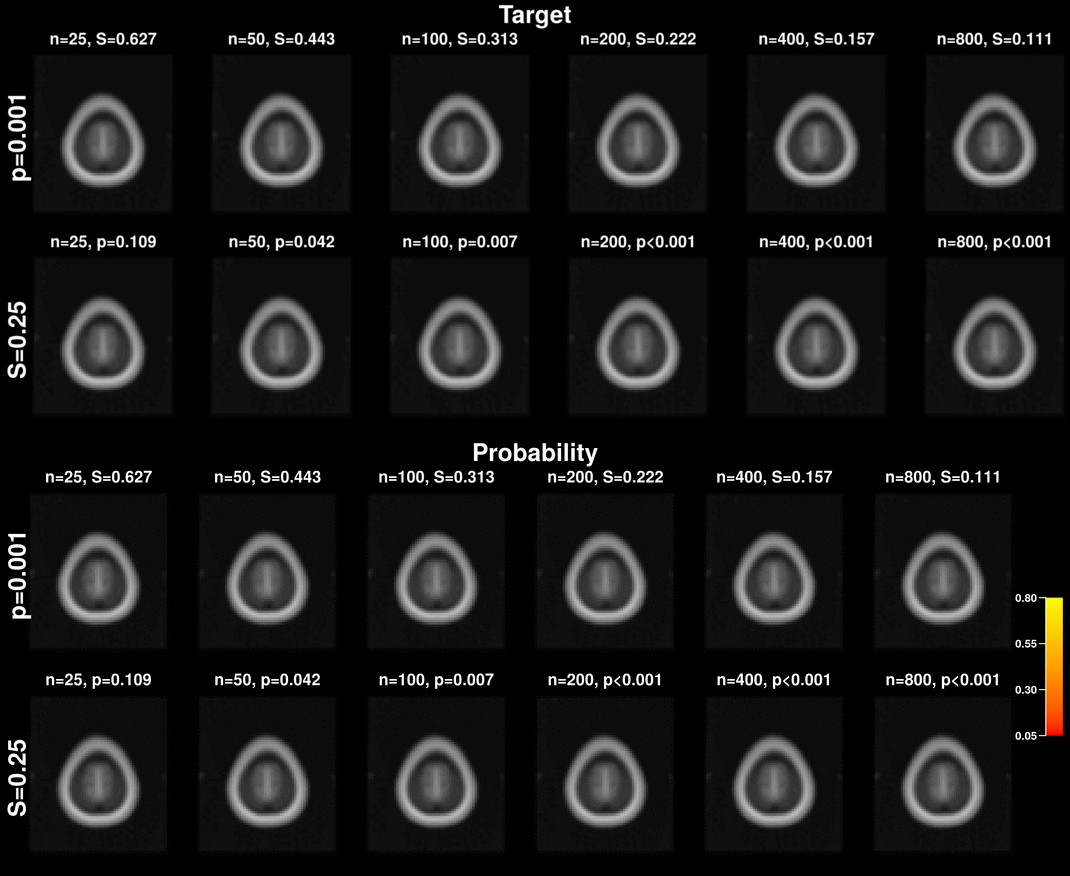 Target
n=25, S=0.627 n=50, S=0.443 n=100, S=0.313 n=200, S=0.222 n=400, S=0.157 n=800, S=0.111
p=0.001
n=25, p=0.109 n=50, p=0.042 n=100, p=0.007 n=200, p<0.001 n=400, p<0.001 n=800, p<0.001
S=0.25
Probability
n=25, S=0.627 n=50, S=0.443 n=100, S=0.313 n=200, S=0.222 n=400, S=0.157 n=800, S=0.111
p=0.001
0.80
0.55
n=25, p=0.109 n=50, p=0.042 n=100, p=0.007 n=200, p<0.001 n=400, p<0.001 n=800, p<0.001
0.30
0.05
S=0.25